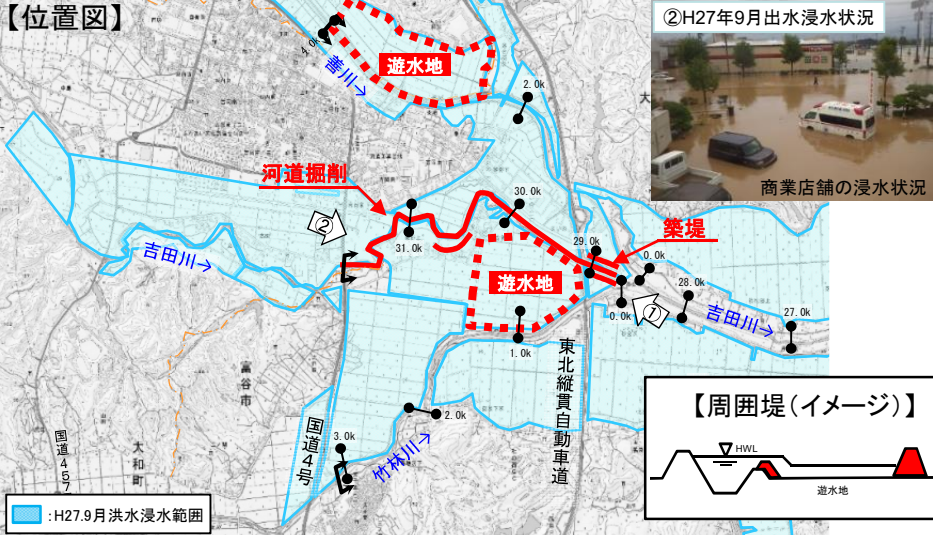 【位置図】
②H27年9月出水浸水状況
商業店舗の浸水状況
4.0k
善川→
遊水地
2.0k
河道掘削
30.0k
②
31.0k
29.0k
築堤
0.0k
吉田川→
遊水地
28.0k
0.0k
①
吉田川→
27.0k
1.0k
東北縦貫自動車道
富谷市
2.0k
国道4号
3.0k
竹林川→
国道457
大和町
【周囲堤(イメージ)】
HWL
遊水地
:H27.9月洪水浸水範囲